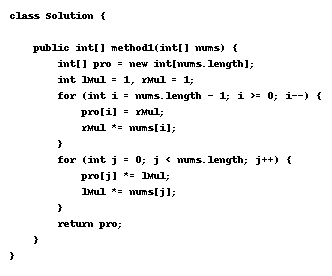 class Solution {
public int[] method1(int[] nums) {
int[] pro = new int[nums.length];
int lMul = 1, rMul = 1;
for (int i = nums.length - 1; i >= 0; i--) {
pro[i] = rMul;
rMul *= nums[i];
}
for (int j = 0; j < nums.length; j++) {
pro[j] *= lMul;
lMul *= nums[j];
}
return pro;
}
}